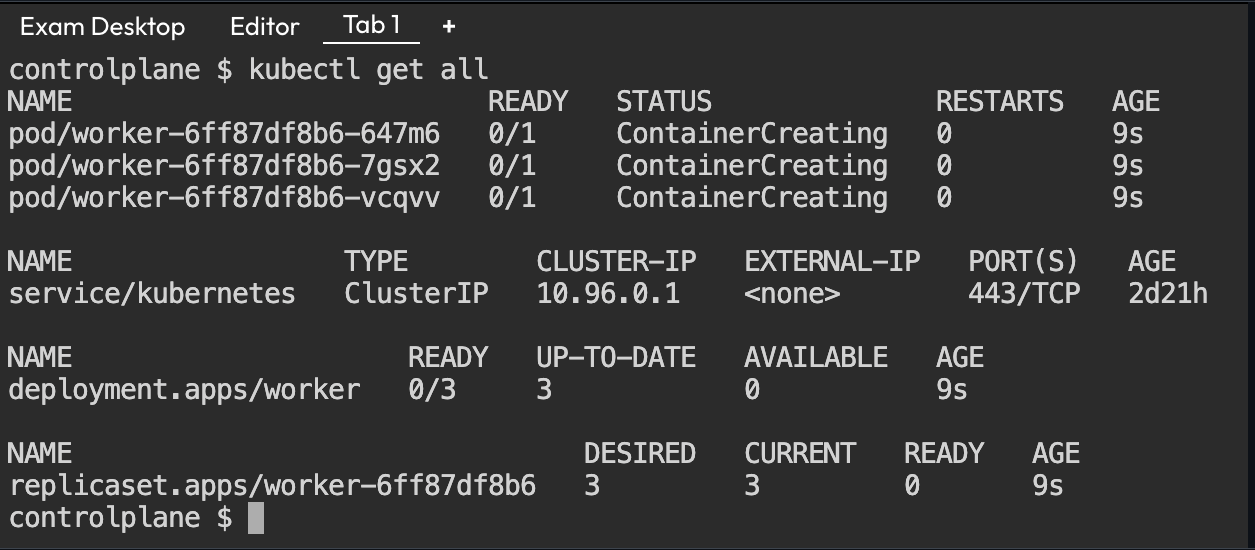 Exam Desktop Editor Tab 1 +
controlplane $ kubectl get all
NAME READY STATUS RESTARTS AGE
pod/worker-6ff87df8b6-647m6 0/1 ContainerCreating 0 9s
pod/worker-6ff87df8b6-7gsx2 0/1 ContainerCreating 0 9s
pod/worker-6ff87df8b6-vcqvv 0/1 ContainerCreating 0 9s
NAME TYPE CLUSTER-IP EXTERNAL-IP PORT(S) AGE
service/kubernetes ClusterIP 10.96.0.1 <none> 443/TCP 2d21h
NAME READY UP-TO-DATE AVAILABLE AGE
deployment.apps/worker 0/3 3 0 9s
NAME DESIRED CURRENT READY AGE
replicaset.apps/worker-6ff87df8b6 3 3 0 9s
controlplane $